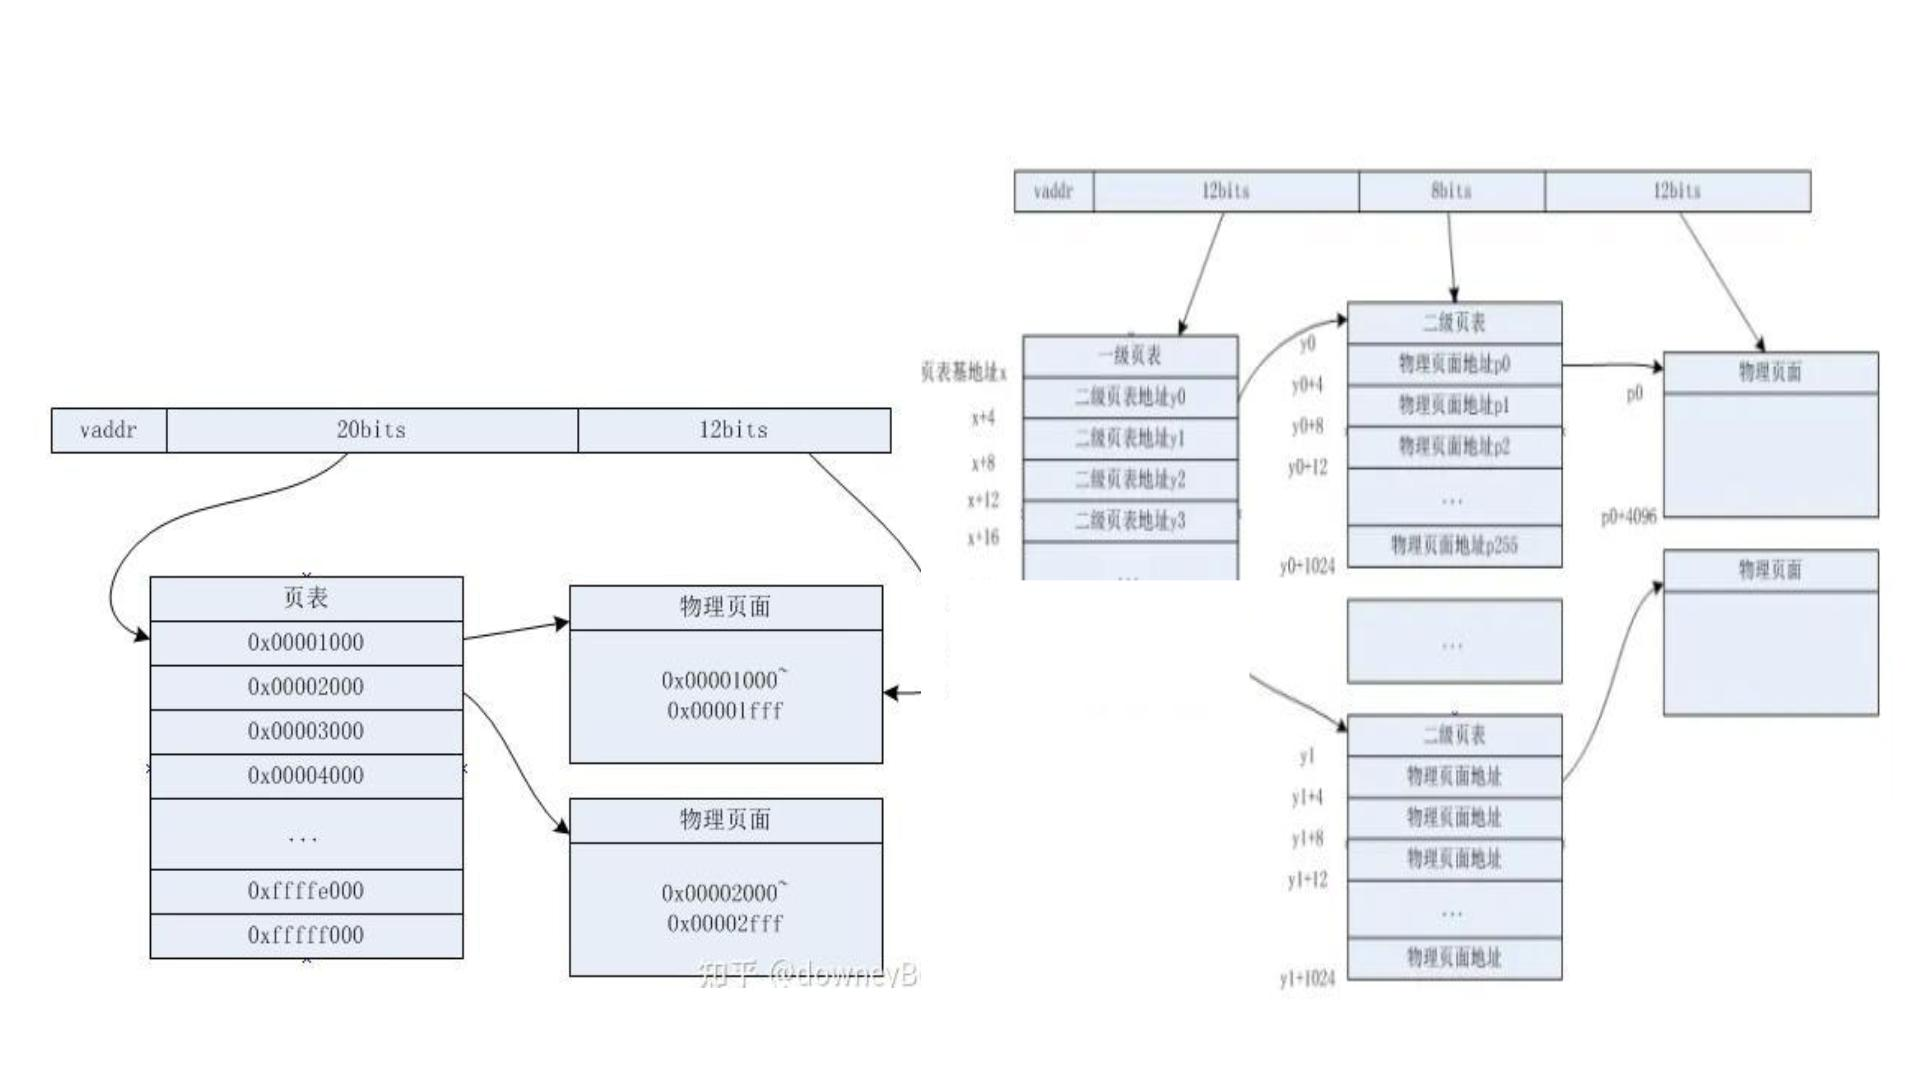 vaddr 20bits 12bits
页表
0x00001000
0x00002000
0x00003000
0x00004000
...
0xffffe000
0xfffff000
物理页面
0x00001000~
0x00001fff
物理页面
0x00002000~
0x00002fff
知乎 @downeyB
vaddr 12bits 8bits 12bits
页表基地址x
x+4
x+8
x+12
x+16
一级页表
二级页表地址y0
二级页表地址y1
二级页表地址y2
二级页表地址y3
...
y0
y0+4
y0+8
y0+12
y0+1024
二级页表
物理页面地址p0
物理页面地址p1
物理页面地址p2
...
物理页面地址p255
...
y1
y1+4
y1+8
y1+12
y1+1024
二级页表
物理页面地址
物理页面地址
物理页面地址
...
物理页面地址
p0
p0+4096
物理页面
物理页面